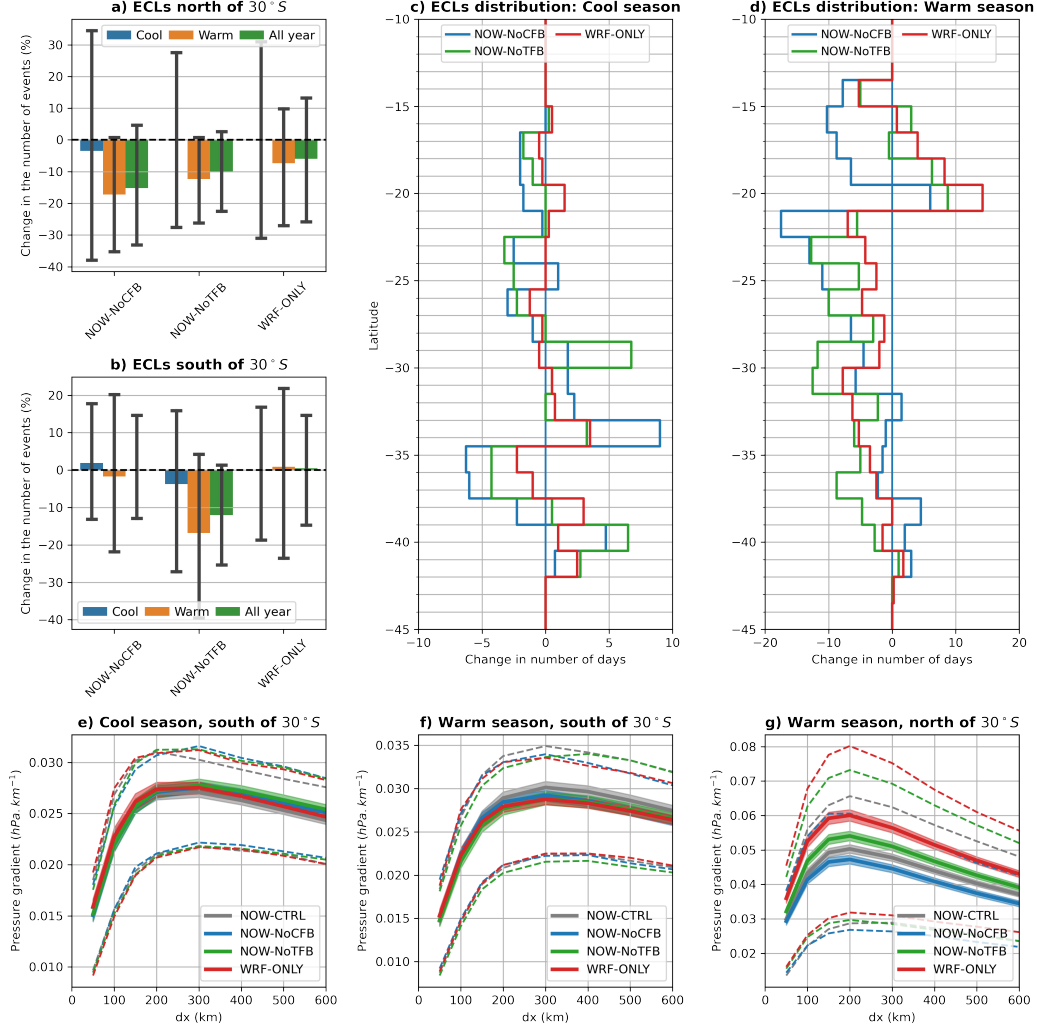 a) ECLs north of 30°S
Cool Warm All year
Change in the number of events (%)
30
20
10
0
−10
−20
−30
−40
NOW-NoCFB
NOW-NoTFB
WRF-ONLY
b) ECLs south of 30°S
Change in the number of events (%)
20
10
0
−10
−20
−30
−40
Cool Warm All year
NOW-NoCFB
NOW-NoTFB
WRF-ONLY
c) ECLs distribution: Cool season
NOW-NoCFB WRF-ONLY
NOW-NoTFB
Latitude
−10
−15
−20
−25
−30
−35
−40
−45
−10 −5 0 5 10
Change in number of days
d) ECLs distribution: Warm season
NOW-NoCFB WRF-ONLY
NOW-NoTFB
−10
−15
−20
−25
−30
−35
−40
−45
−20 −10 0 10 20
Change in number of days
e) Cool season, south of 30°S
Pressure gradient (hPa. km⁻¹)
0.030
0.025
0.020
0.015
0.010
NOW-CTRL
NOW-NoCFB
NOW-NoTFB
WRF-ONLY
0 100 200 300 400 500 600
dx (km)
f) Warm season, south of 30°S
Pressure gradient (hPa. km⁻¹)
0.035
0.030
0.025
0.020
0.015
0.010
NOW-CTRL
NOW-NoCFB
NOW-NoTFB
WRF-ONLY
0 100 200 300 400 500 600
dx (km)
g) Warm season, north of 30°S
Pressure gradient (hPa. km⁻¹)
0.08
0.07
0.06
0.05
0.04
0.03
0.02
NOW-CTRL
NOW-NoCFB
NOW-NoTFB
WRF-ONLY
0 100 200 300 400 500 600
dx (km)